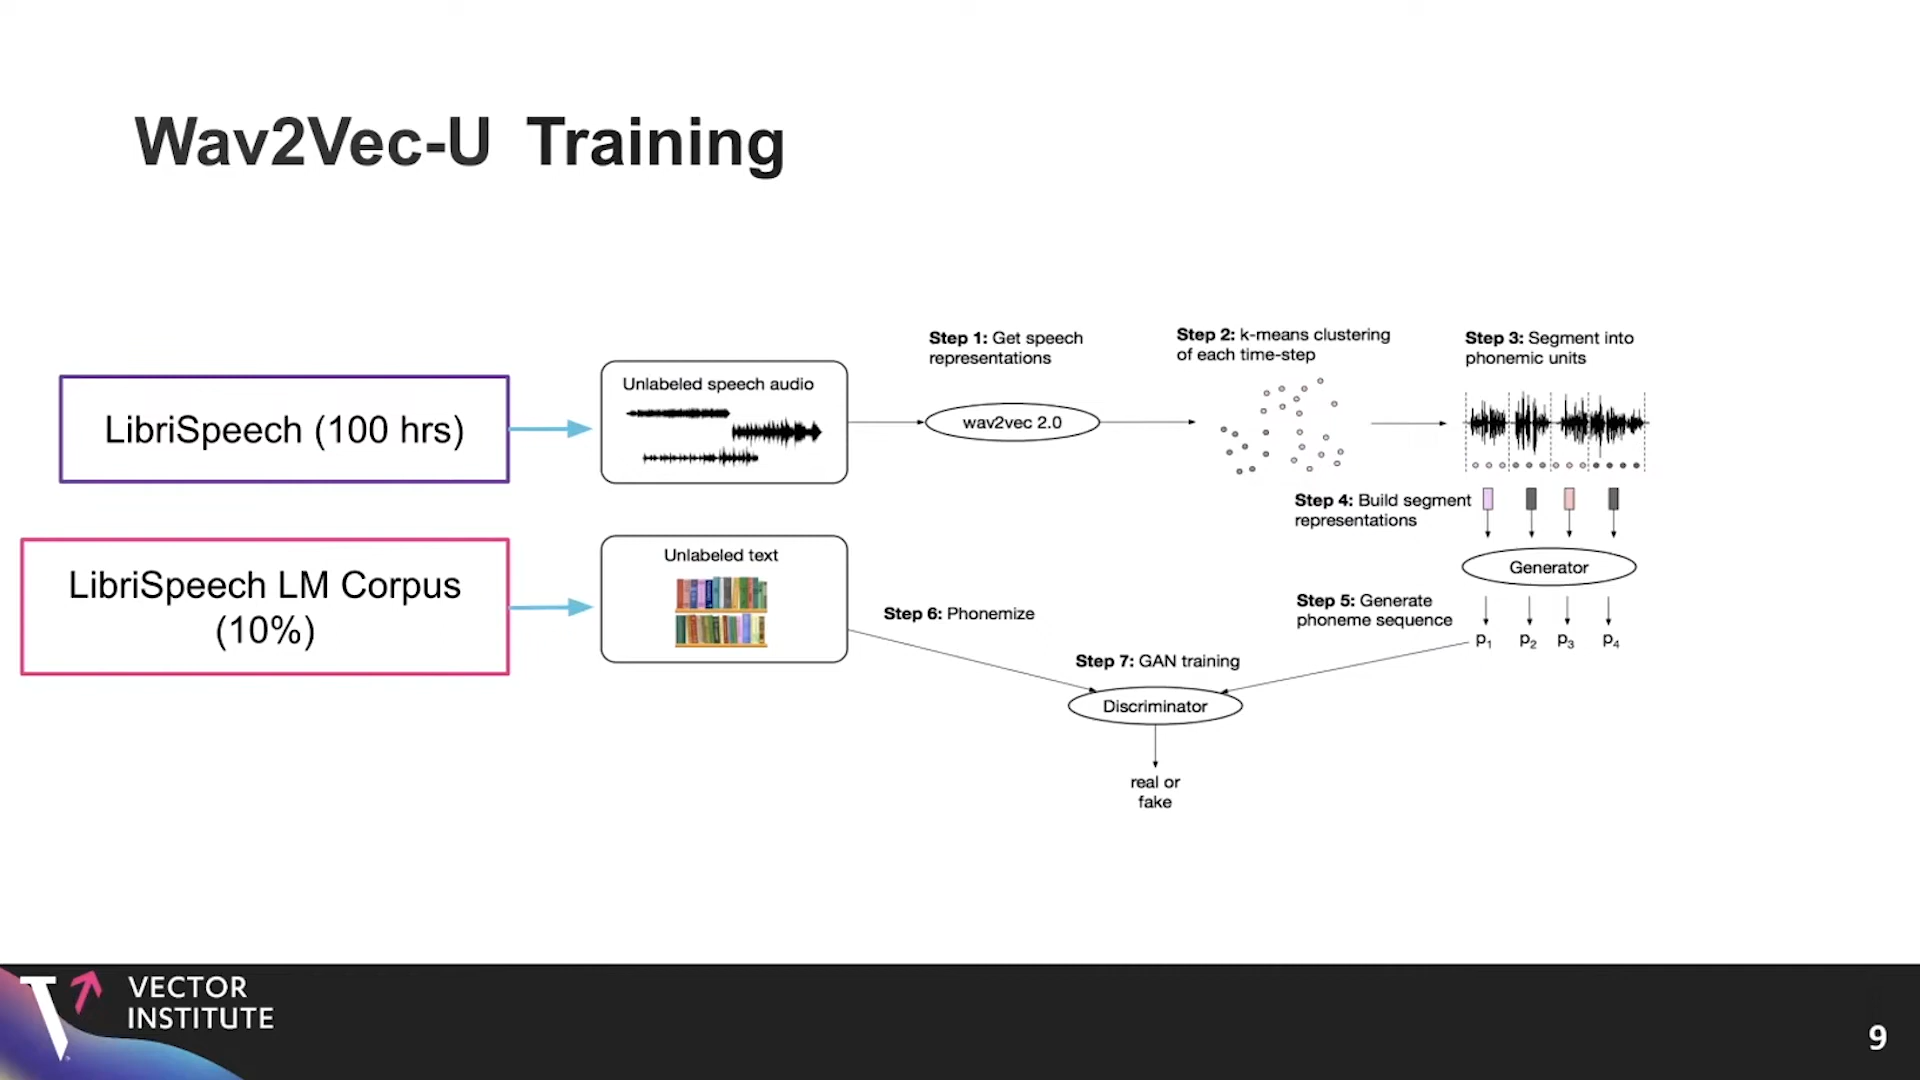 Wav2Vec-U Training
LibriSpeech (100 hrs)
LibriSpeech LM Corpus
(10%)
Unlabeled speech audio
Unlabeled text
Step 1: Get speech
representations
wav2vec 2.0
Step 2: k-means clustering
of each time-step
Step 3: Segment into
phonemic units
Step 4: Build segment
representations
Generator
Step 5: Generate
phoneme sequence
p1 p2 p3 p4
Step 6: Phonemize
Step 7: GAN training
Discriminator
real or
fake
VECTOR
INSTITUTE
9